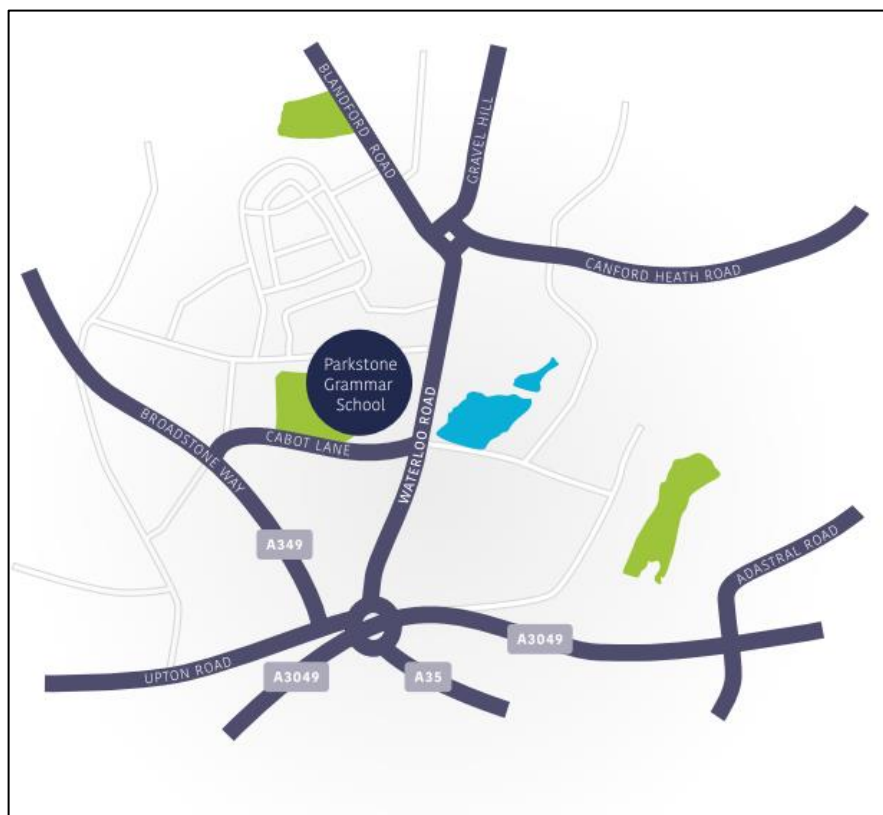 BLANDFORD ROAD
GRAVEL HILL
CANFORD HEATH ROAD
Parkstone
Grammar
School
BROADSTONE WAY
CABOT LANE
WATERLOO ROAD
A349
ADASTRAL ROAD
A3049
UPTON ROAD
A3049
A35